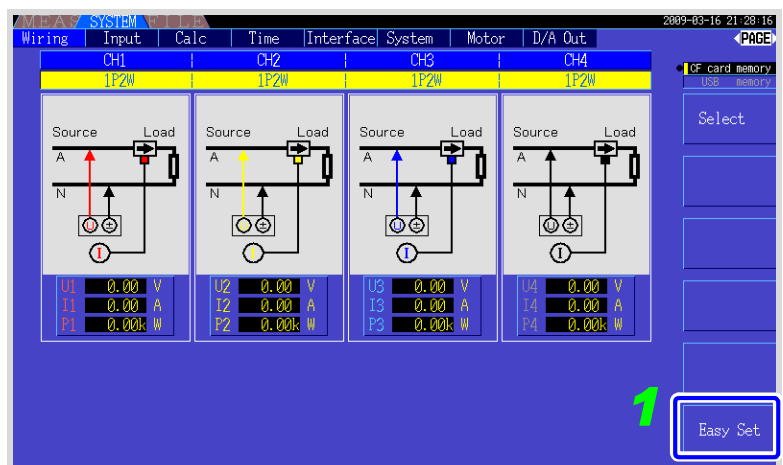 MEAS SYSTEM FILE 2009-03-16 21:28:16
Wiring Input Calc Time Interface System Motor D/A Out PAGE
CH1 CH2 CH3 CH4
1P2W 1P2W 1P2W 1P2W
CF card memory
USB memory
Select
Source Load Source Load Source Load Source Load
A A A A
N N N N
U ± U ± U ± U ±
I I I I
U1 0.00 V U2 0.00 V U3 0.00 V U4 0.00 V
I1 0.00 A I2 0.00 A I3 0.00 A I4 0.00 A
P1 0.00k W P2 0.00k W P3 0.00k W P4 0.00k W
1
Easy Set